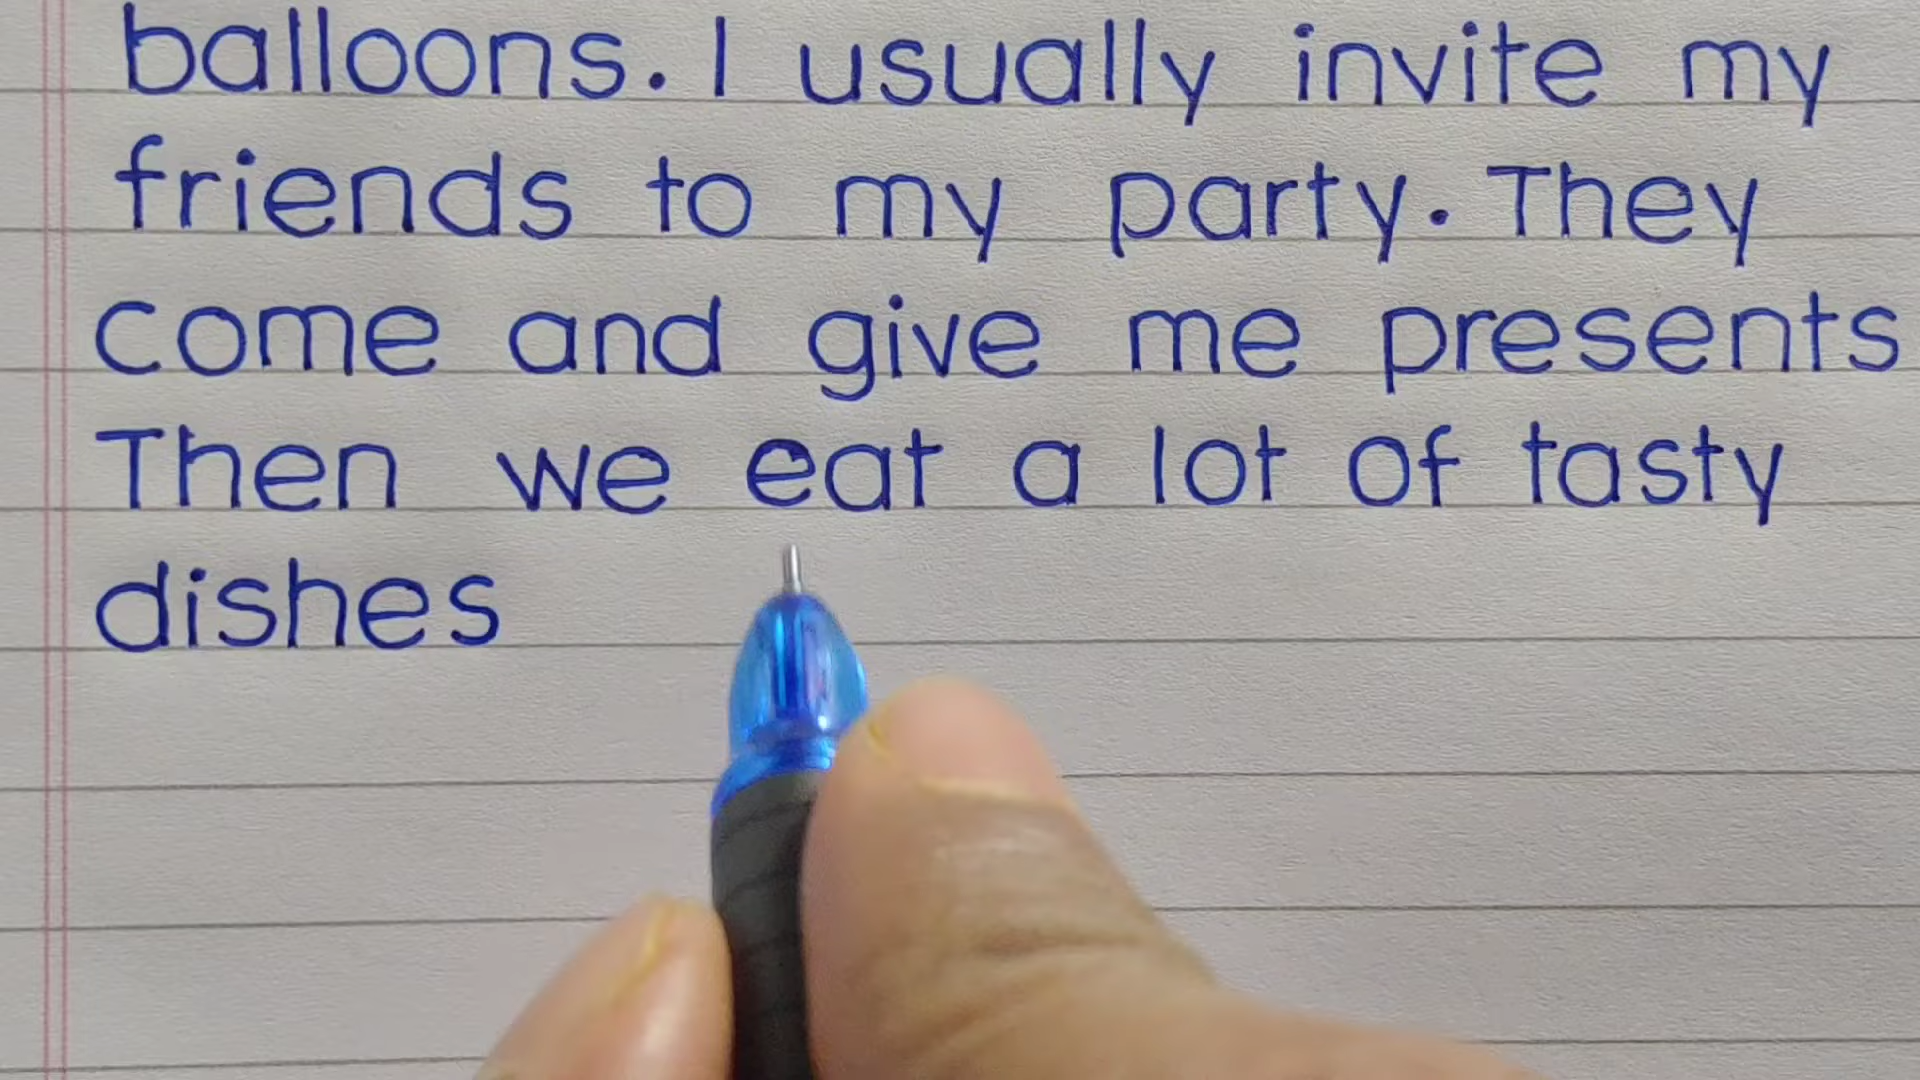 balloons. I usually invite my
friends to my party. They
come and give me presents
Then we eat a lot of tasty
dishes